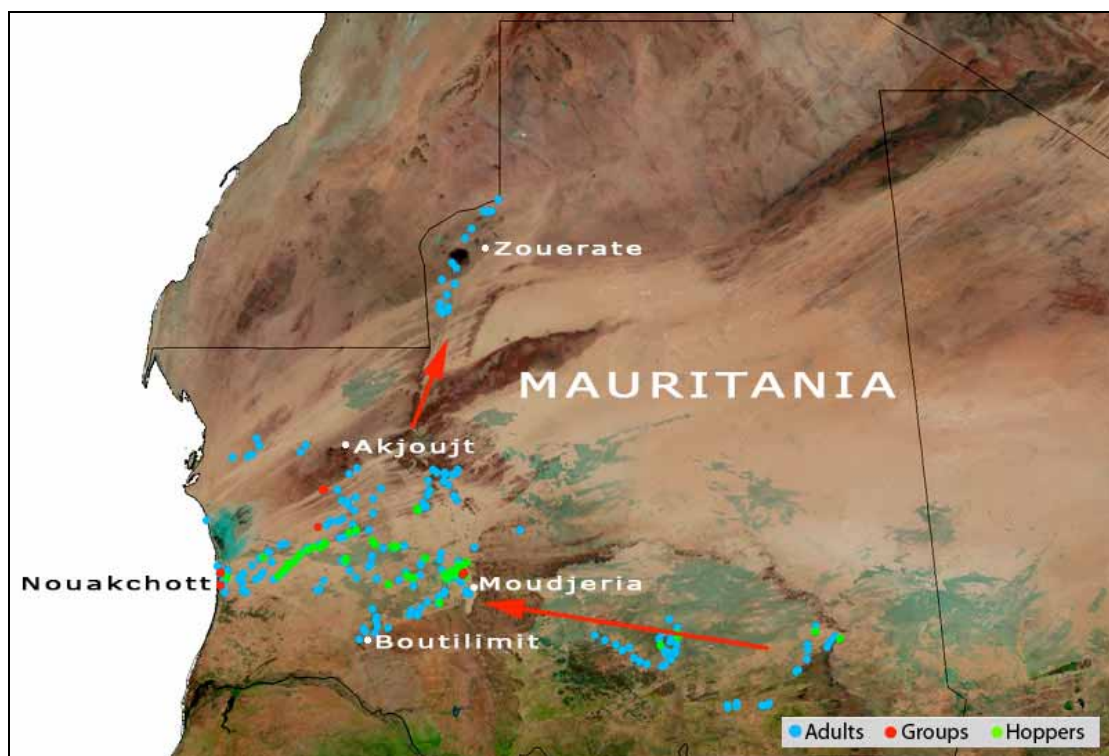 Zouerate
MAURITANIA
Akjoujt
Nouakchott
Moudjeria
Boutilimit
Adults Groups Hoppers